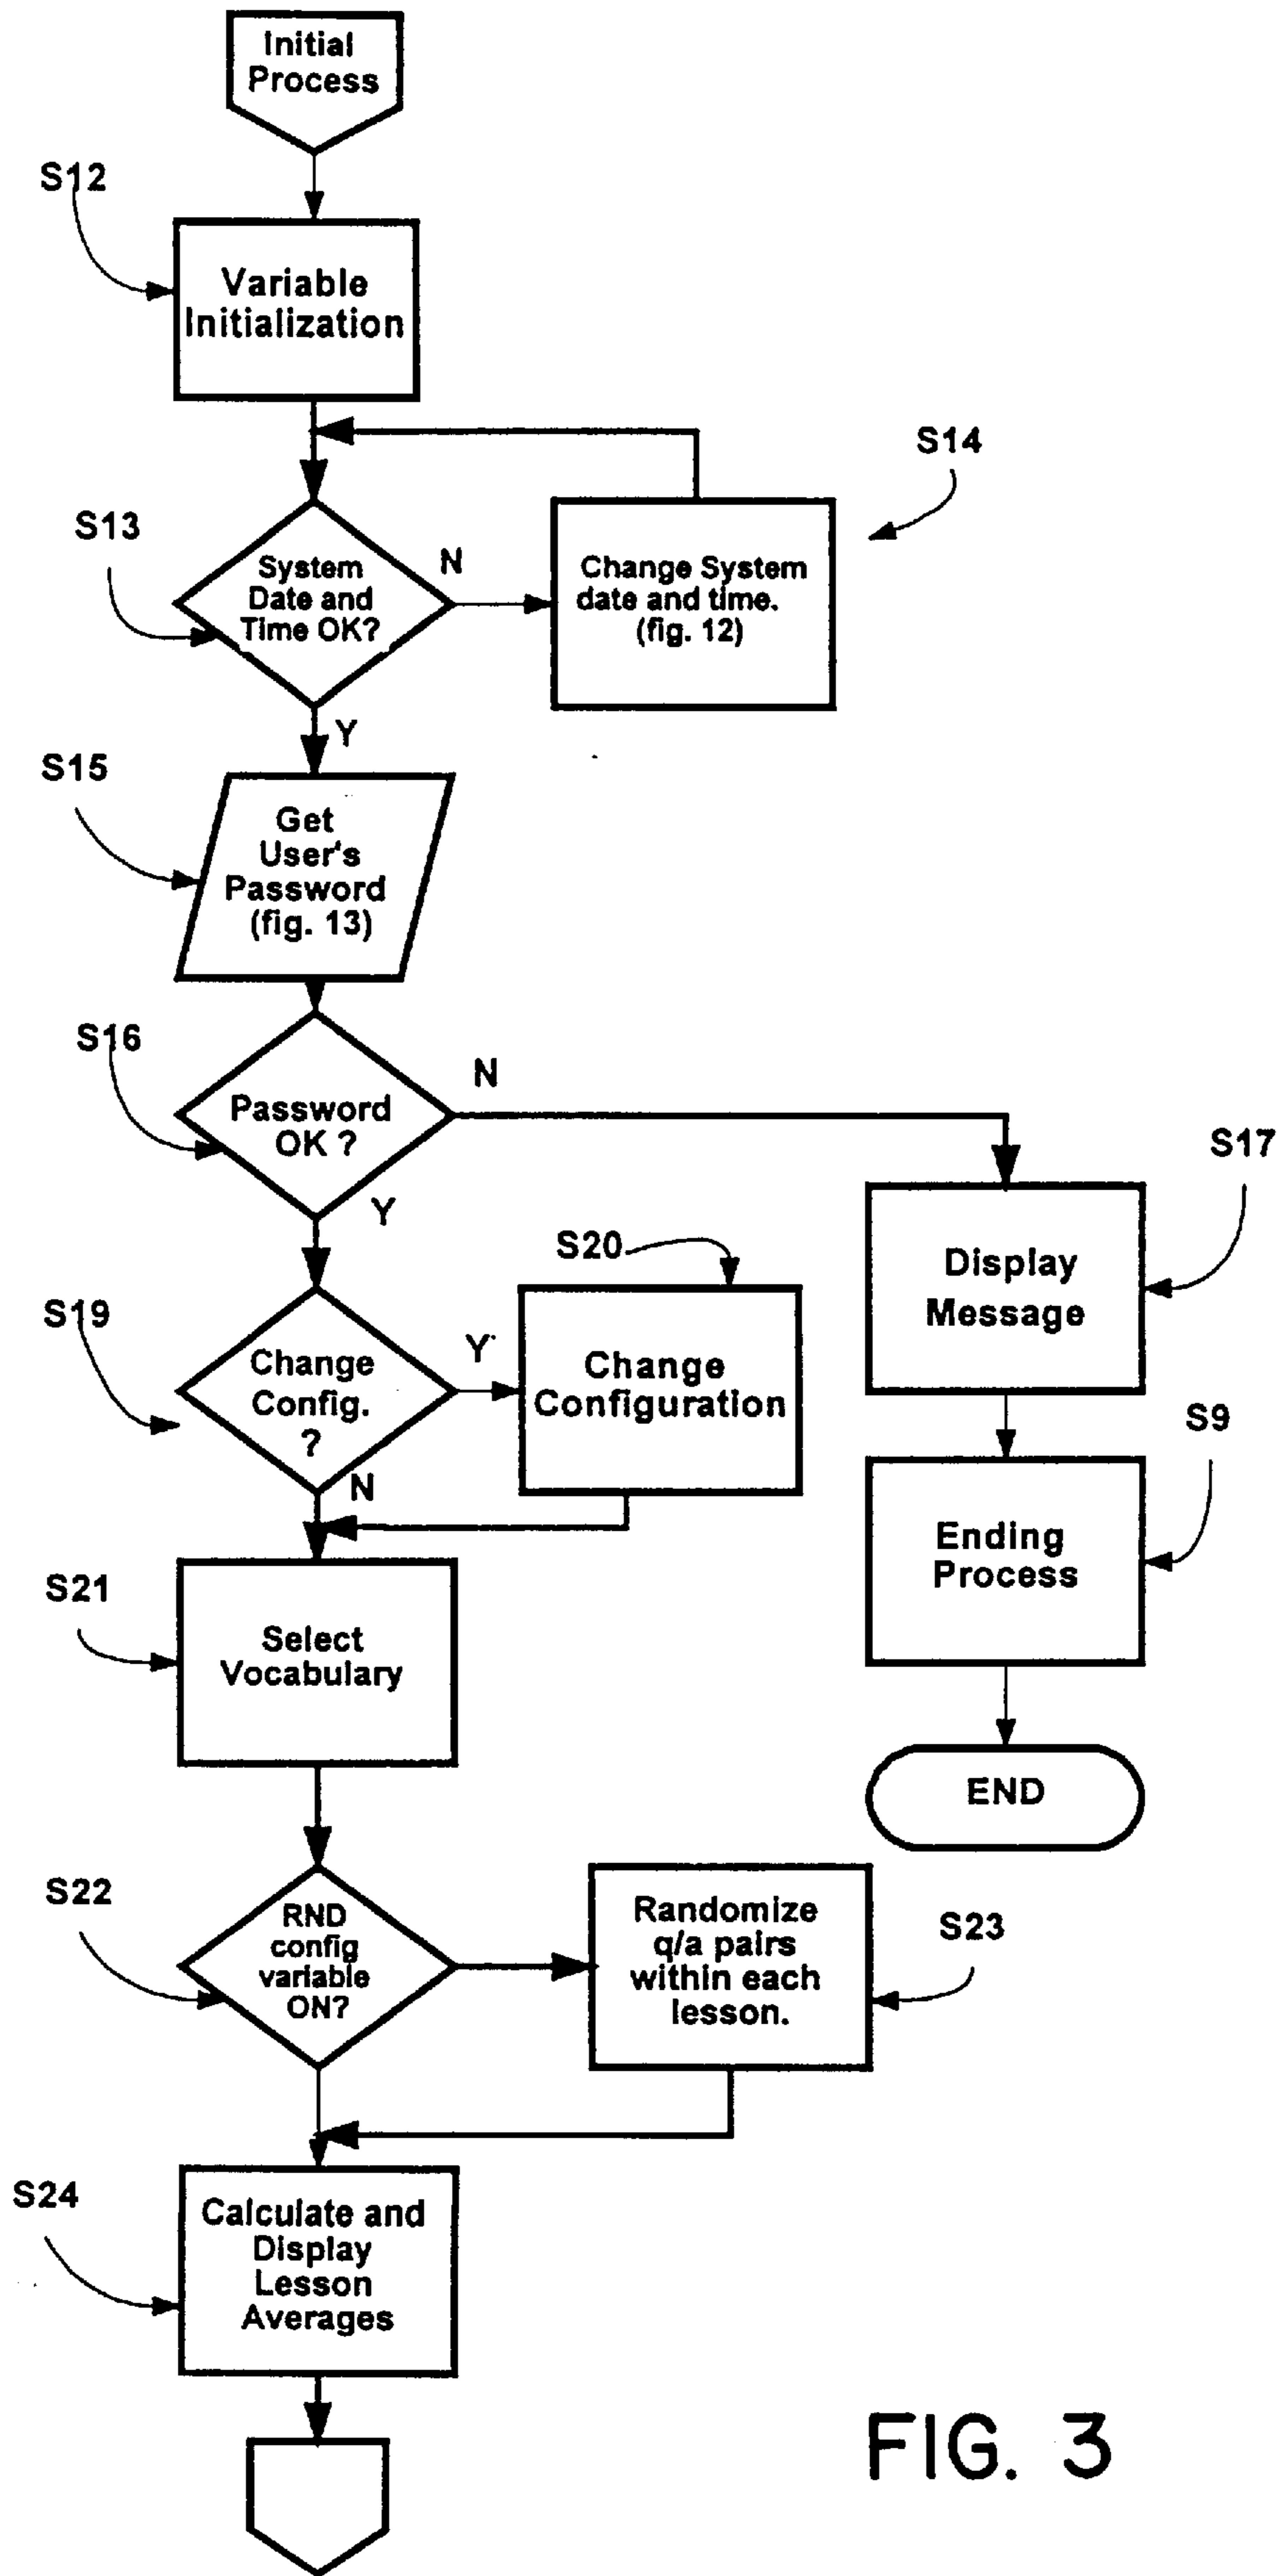 Initial
Process
S12
Variable
Initialization
S14
S13
System
Date and
Time OK?
N
Change System
date and time.
(fig. 12)
Y
S15
Get
User's
Password
(fig. 13)
S16
Password
OK ?
N
Y
S17
Display
Message
S20
S19
Change
Config.
?
Y
Change
Configuration
N
S9
Ending
Process
S21
Select
Vocabulary
END
S22
RND
config
variable
ON?
Randomize
q/a pairs
within each
lesson.
S23
S24
Calculate and
Display
Lesson
Averages
FIG. 3